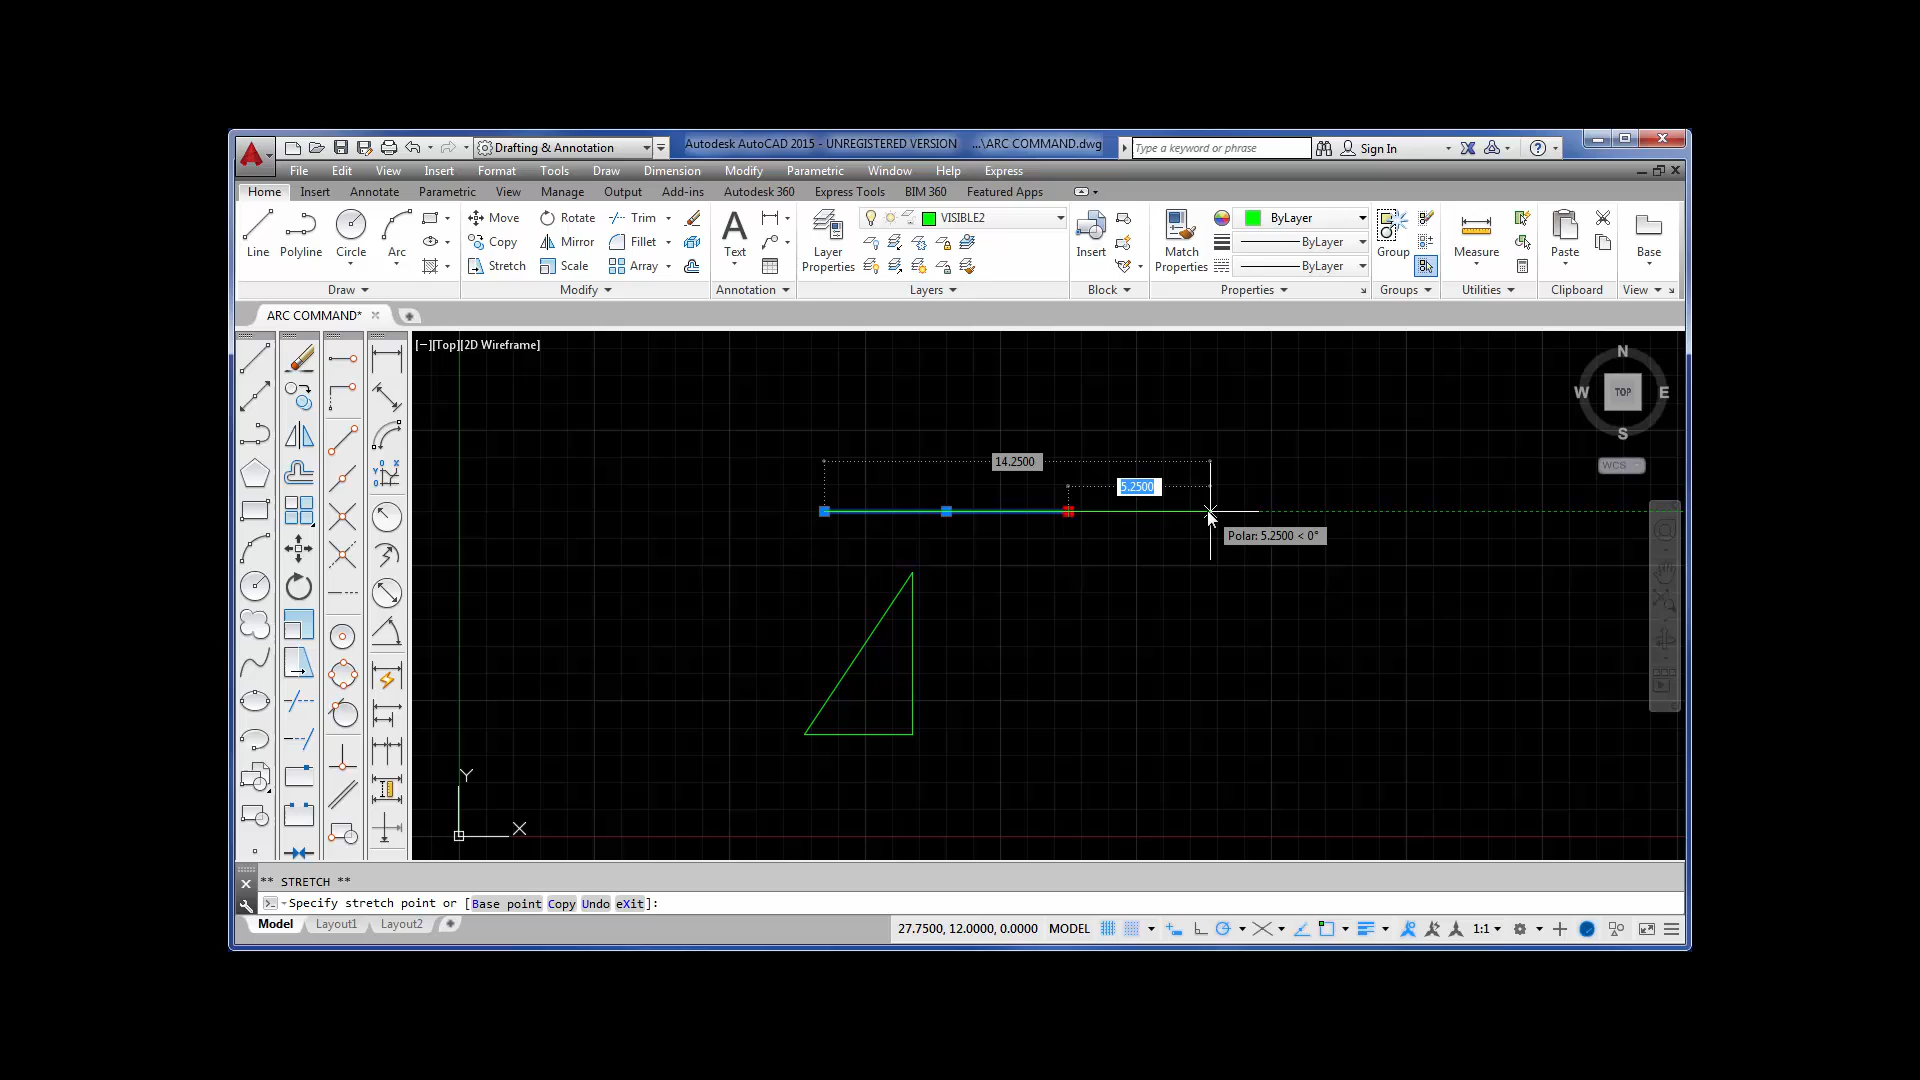 Drafting & Annotation
Autodesk AutoCAD 2015 - UNREGISTERED VERSION ...\ARC COMMAND.dwg
Type a keyword or phrase
Sign In
File Edit View Insert Format Tools Draw Dimension Modify Parametric Window Help Express
Home Insert Annotate Parametric View Manage Output Add-ins Autodesk 360 Express Tools BIM 360 Featured Apps
Move Rotate Trim
VISIBLE2
ByLayer
Line Polyline Circle Arc
Copy Mirror Fillet
Text
Layer Properties
Insert
Match Properties
ByLayer
Group
Measure
Paste
Base
Stretch Scale Array
ByLayer
Draw Modify Annotation Layers Block Properties Groups Utilities Clipboard View
ARC COMMAND*
[−][Top][2D Wireframe]
N
W TOP E
S
WCS
14.2500
5.2500
Polar: 5.2500 < 0°
Y
X
** STRETCH **
Specify stretch point or [Base point Copy Undo eXit]:
Model Layout1 Layout2
27.7500, 12.0000, 0.0000 MODEL 1:1